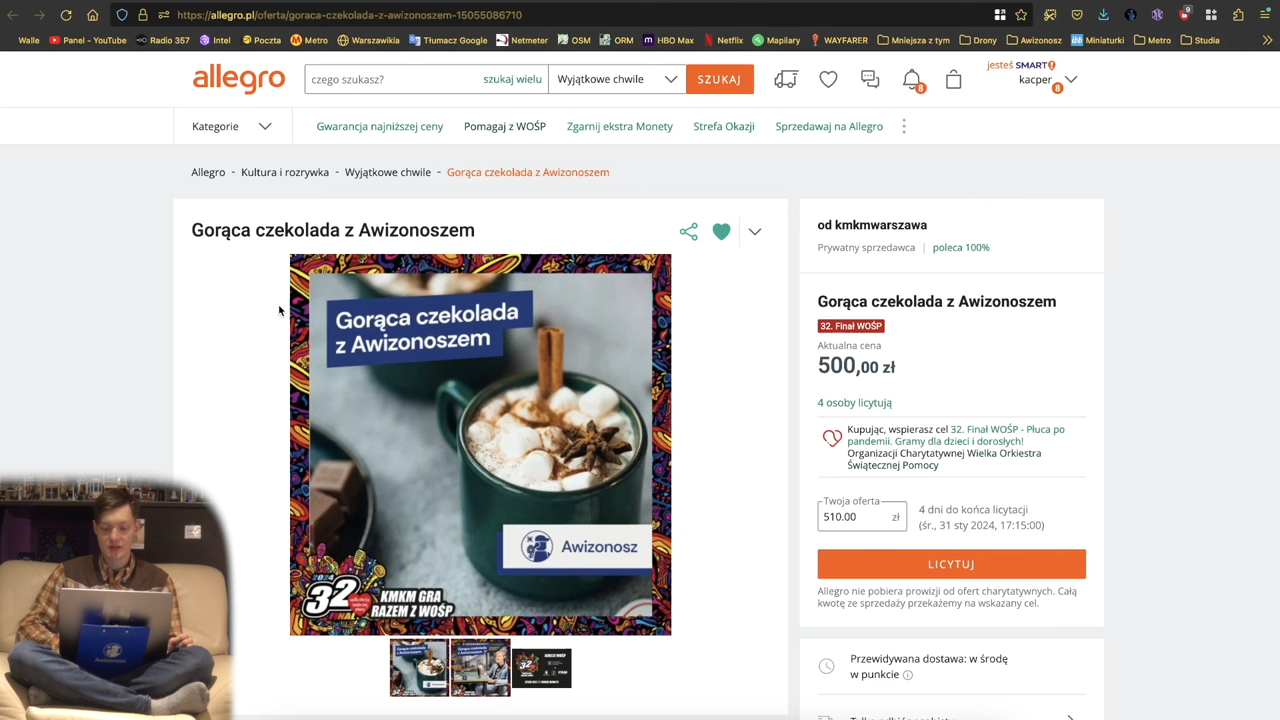 https://allegro.pl/oferta/goraca-czekolada-z-awizonoszem-15055086710
9
Walle
Panel - YouTube
Radio 357
Intel
Poczta
Metro
Warszawikia
Tłumacz Google
Netmeter
OSM
ORM
HBO Max
Netflix
Mapilary
WAYFARER
Mniejsza z tym
Drony
Awizonosz
Miniaturki
Metro
Studia
allegro
czego szukasz?
szukaj wielu
Wyjątkowe chwile
SZUKAJ
8
jesteś SMART!
kacper
8
Kategorie
Gwarancja najniższej ceny
Pomagaj z WOŚP
Zgarnij ekstra Monety
Strefa Okazji
Sprzedawaj na Allegro
Allegro - Kultura i rozrywka - Wyjątkowe chwile - Gorąca czekolada z Awizonoszem
Gorąca czekolada z Awizonoszem
Gorąca czekolada
z Awizonoszem
Awizonosz
2024
32
FINAŁ
KMKM GRA
RAZEM Z WOŚP
od kmkmwarszawa
Prywatny sprzedawca | poleca 100%
Gorąca czekolada z Awizonoszem
32. Finał WOŚP
Aktualna cena
500,00 zł
4 osoby licytują
Kupując, wspierasz cel 32. Finał WOŚP - Płuca po
pandemii. Gramy dla dzieci i dorosłych!
Organizacji Charytatywnej Wielka Orkiestra
Świątecznej Pomocy
Twoja oferta
510.00 zł
4 dni do końca licytacji
(śr., 31 sty 2024, 17:15:00)
LICYTUJ
Allegro nie pobiera prowizji od ofert charytatywnych. Całą
kwotę ze sprzedaży przekażemy na wskazany cel.
Przewidywana dostawa: w środę
w punkcie
Awizonosz